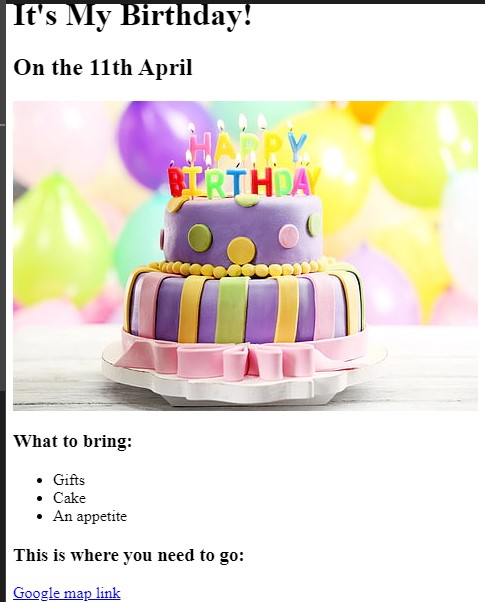 It's My Birthday!
On the 11th April
HAPPY
BIRTHDAY
What to bring:
Gifts
Cake
An appetite
This is where you need to go:
Google map link